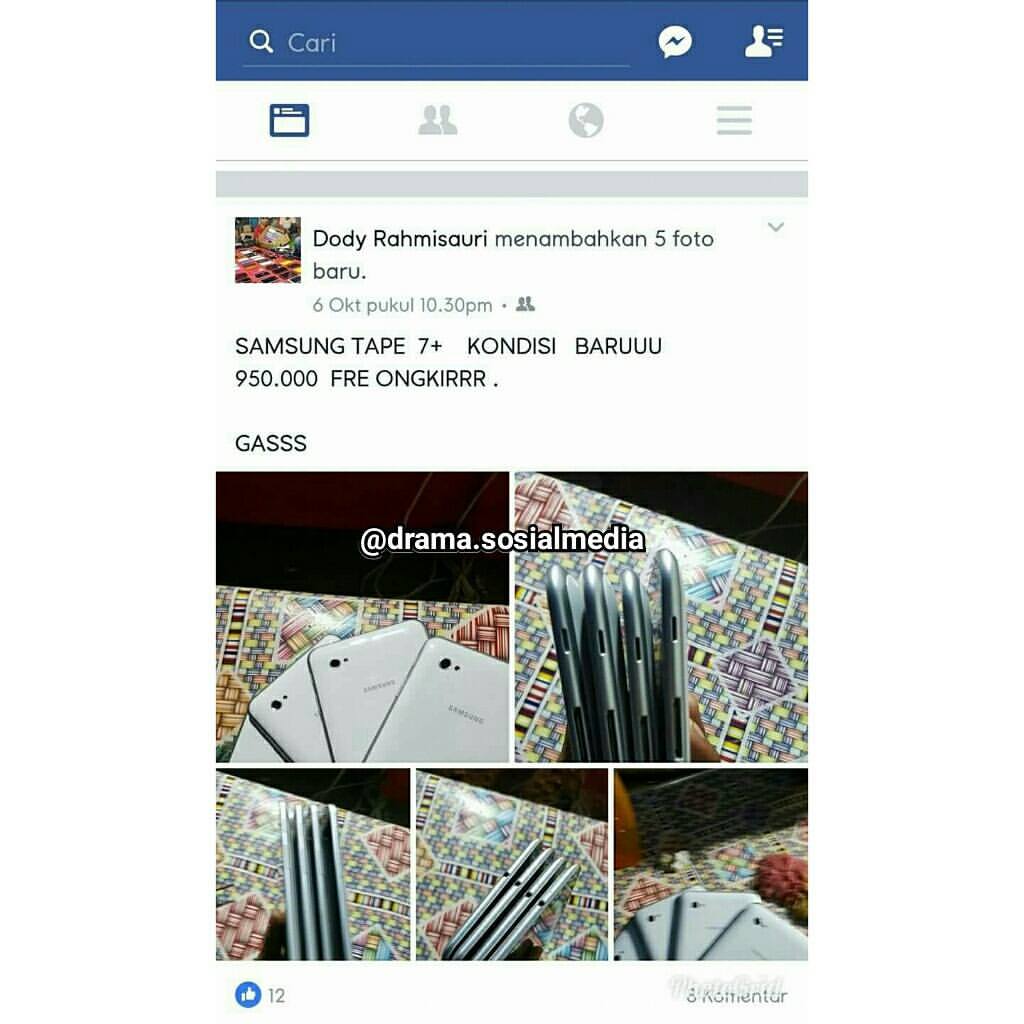 Cari
Dody Rahmisauri menambahkan 5 foto
baru.
6 Okt pukul 10.30pm •
SAMSUNG TAPE 7+ KONDISI BARUUU
950.000 FRE ONGKIRRR .
GASSS
@drama.sosialmedia
SAMSUNG
SAMSUNG
12
PhotoGrid
8 Komentar